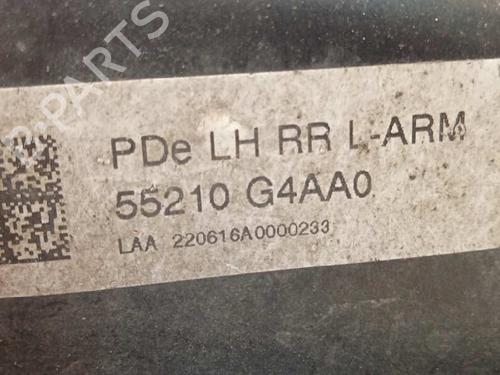 PDe LH RR L-ARM
55210 G4AA0
LAA 220616A0000233